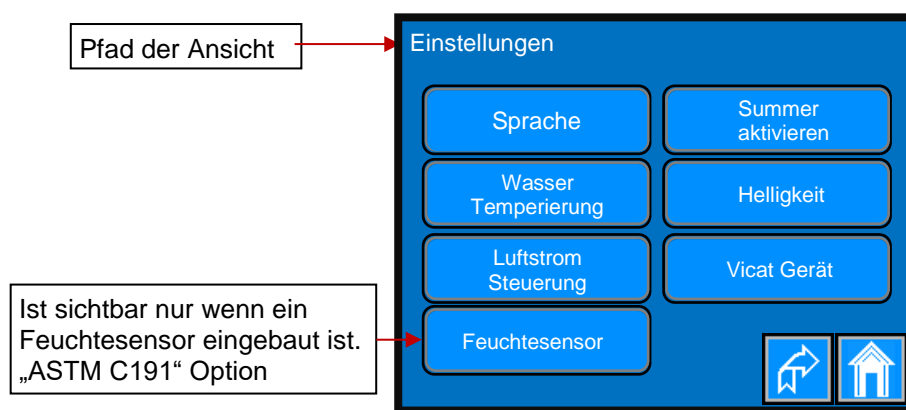 Pfad der Ansicht
Einstellungen
Sprache
Summer
aktivieren
Wasser
Temperierung
Helligkeit
Luftstrom
Steuerung
Vicat Gerät
Ist sichtbar nur wenn ein
Feuchtesensor eingebaut ist.
„ASTM C191“ Option
Feuchtesensor